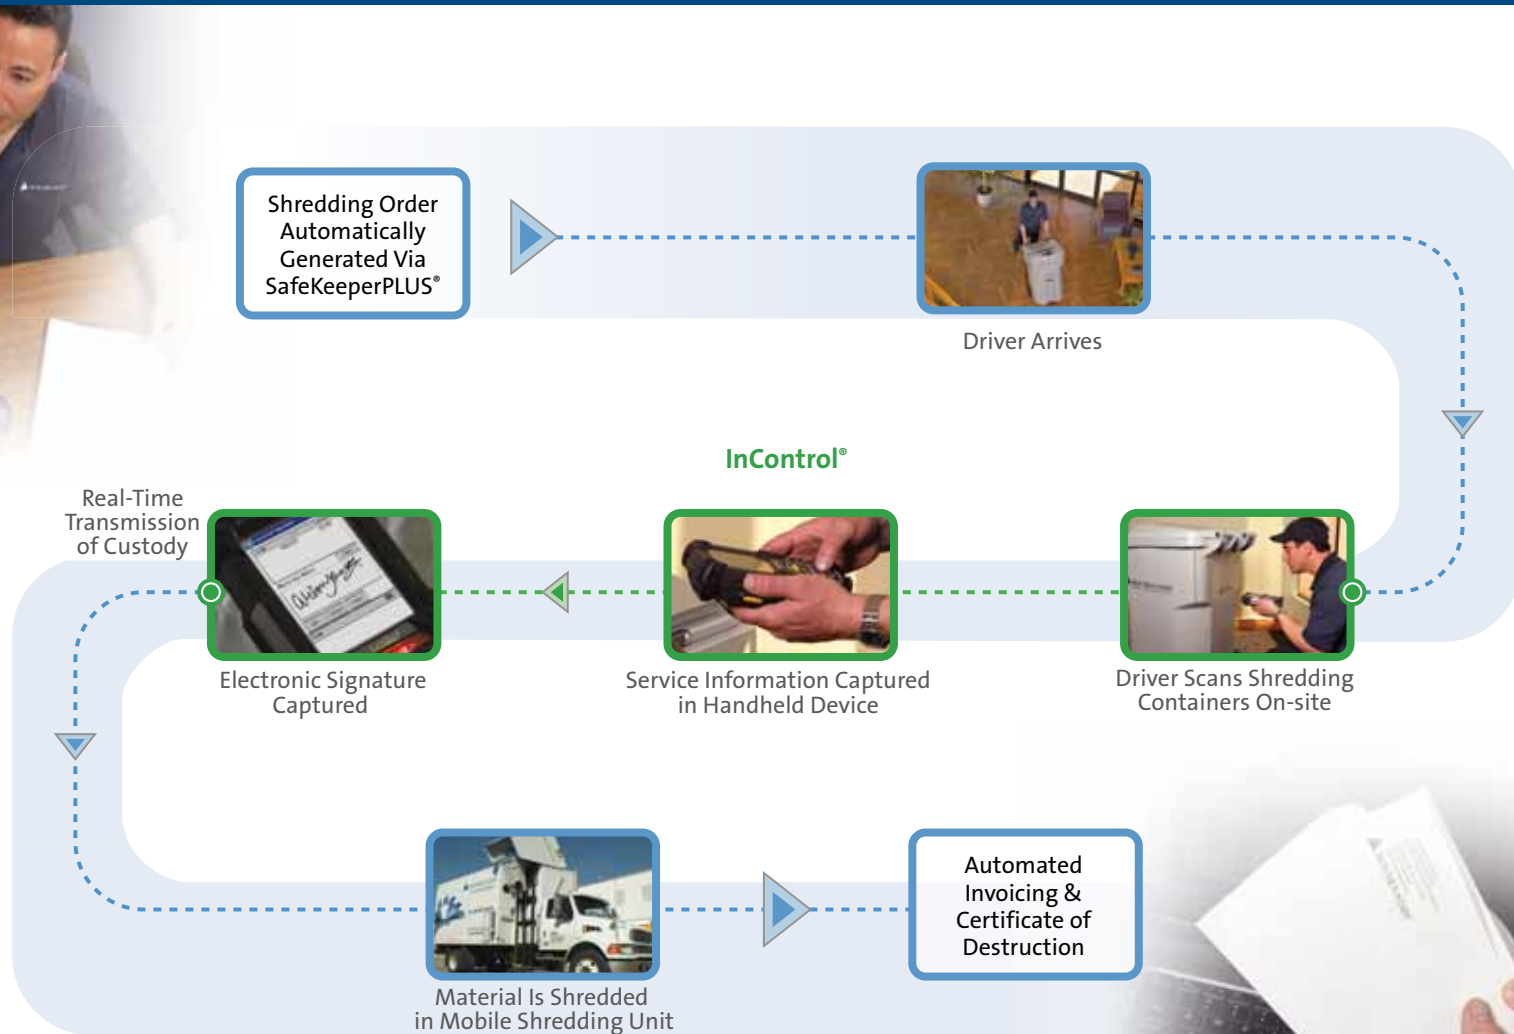 Shredding Order
Automatically
Generated Via
SafeKeeperPLUS®
Driver Arrives
InControl®
Real-Time
Transmission
of Custody
Electronic Signature
Captured
Service Information Captured
in Handheld Device
Driver Scans Shredding
Containers On-site
Material Is Shredded
in Mobile Shredding Unit
Automated
Invoicing &
Certificate of
Destruction